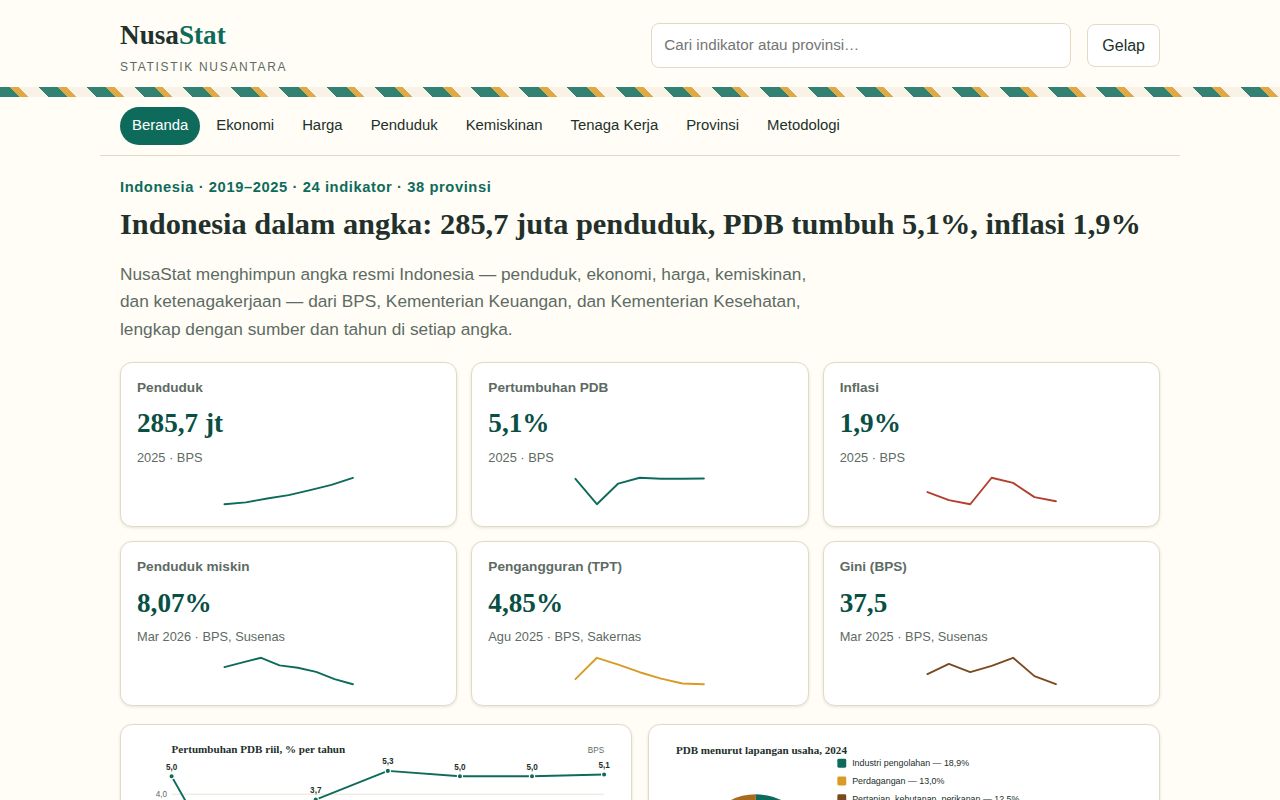 NusaStat
STATISTIK NUSANTARA
Cari indikator atau provinsi…
Gelap
Beranda Ekonomi Harga Penduduk Kemiskinan Tenaga Kerja Provinsi Metodologi
Indonesia · 2019–2025 · 24 indikator · 38 provinsi
Indonesia dalam angka: 285,7 juta penduduk, PDB tumbuh 5,1%, inflasi 1,9%
NusaStat menghimpun angka resmi Indonesia — penduduk, ekonomi, harga, kemiskinan,
dan ketenagakerjaan — dari BPS, Kementerian Keuangan, dan Kementerian Kesehatan,
lengkap dengan sumber dan tahun di setiap angka.
Penduduk
285,7 jt
2025 · BPS
Pertumbuhan PDB
5,1%
2025 · BPS
Inflasi
1,9%
2025 · BPS
Penduduk miskin
8,07%
Mar 2026 · BPS, Susenas
Pengangguran (TPT)
4,85%
Agu 2025 · BPS, Sakernas
Gini (BPS)
37,5
Mar 2025 · BPS, Susenas
Pertumbuhan PDB riil, % per tahun
BPS
5,0
3,7
5,3
5,0
5,0
5,1
4,0
PDB menurut lapangan usaha, 2024
Industri pengolahan — 18,9%
Perdagangan — 13,0%
Pertanian, kehutanan, perikanan — 12,5%